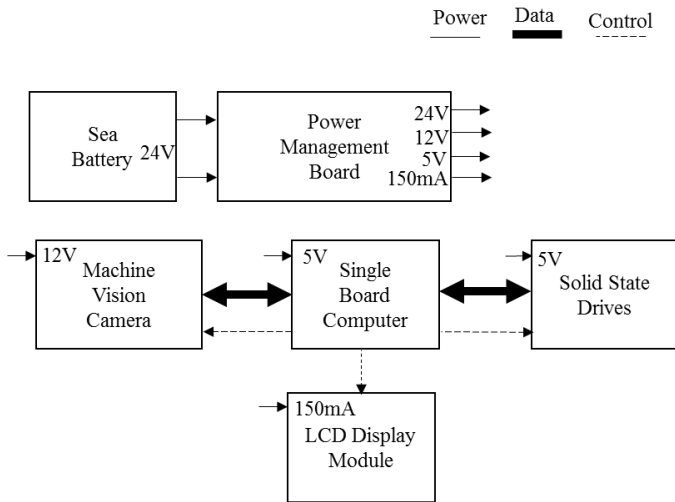 Power Data Control
Sea
Battery
24V
Power
Management
Board
24V
12V
5V
150mA
12V
Machine
Vision
Camera
5V
Single
Board
Computer
5V
Solid State
Drives
150mA
LCD Display
Module